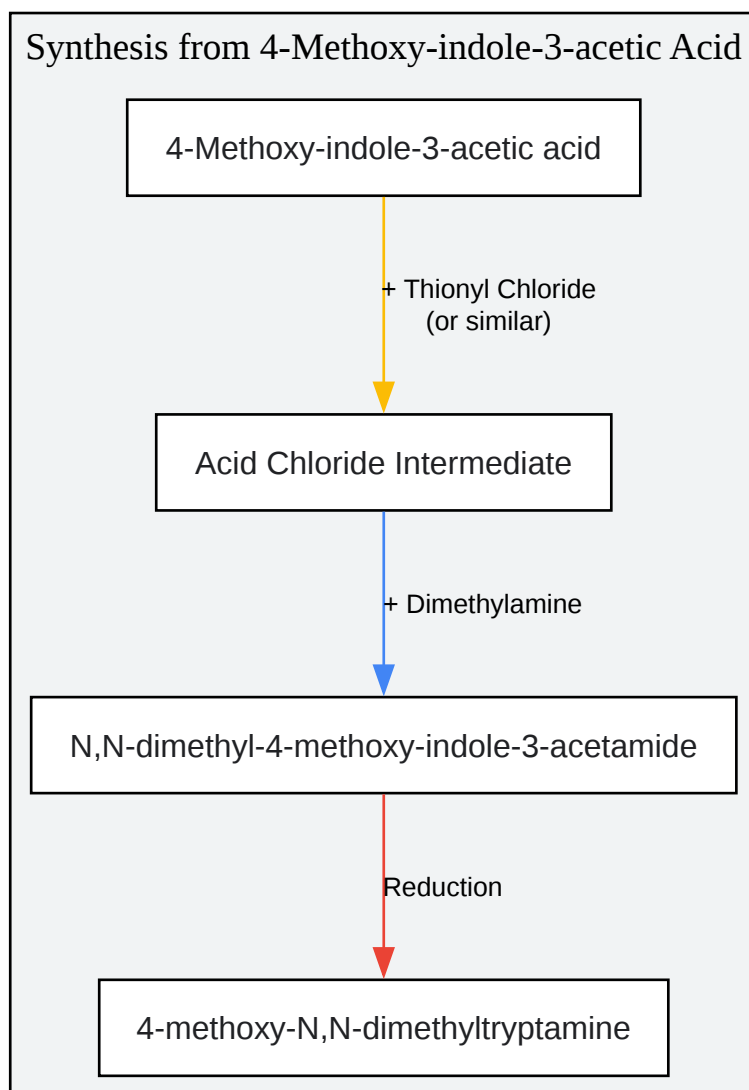 Synthesis from 4-Methoxy-indole-3-acetic Acid
4-Methoxy-indole-3-acetic acid
+ Thionyl Chloride
(or similar)
Acid Chloride Intermediate
+ Dimethylamine
N,N-dimethyl-4-methoxy-indole-3-acetamide
Reduction
4-methoxy-N,N-dimethyltryptamine